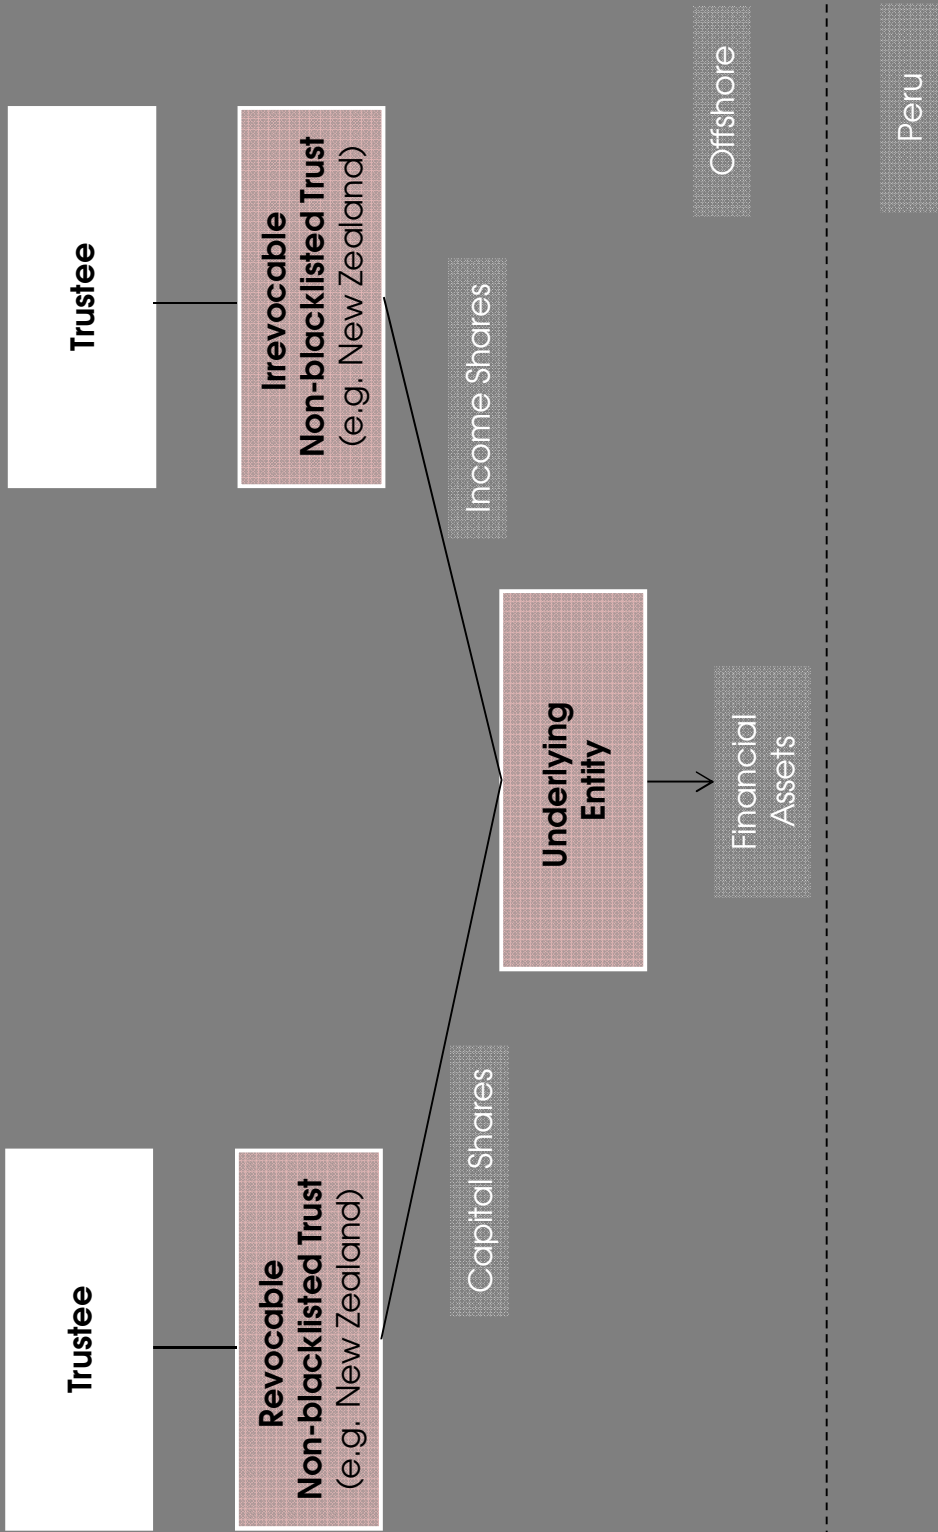 Trustee
Trustee
Revocable
Non-blacklisted Trust
(e.g. New Zealand)
Irrevocable
Non-blacklisted Trust
(e.g. New Zealand)
Capital Shares
Income Shares
Underlying
Entity
Financial
Assets
Offshore
Peru